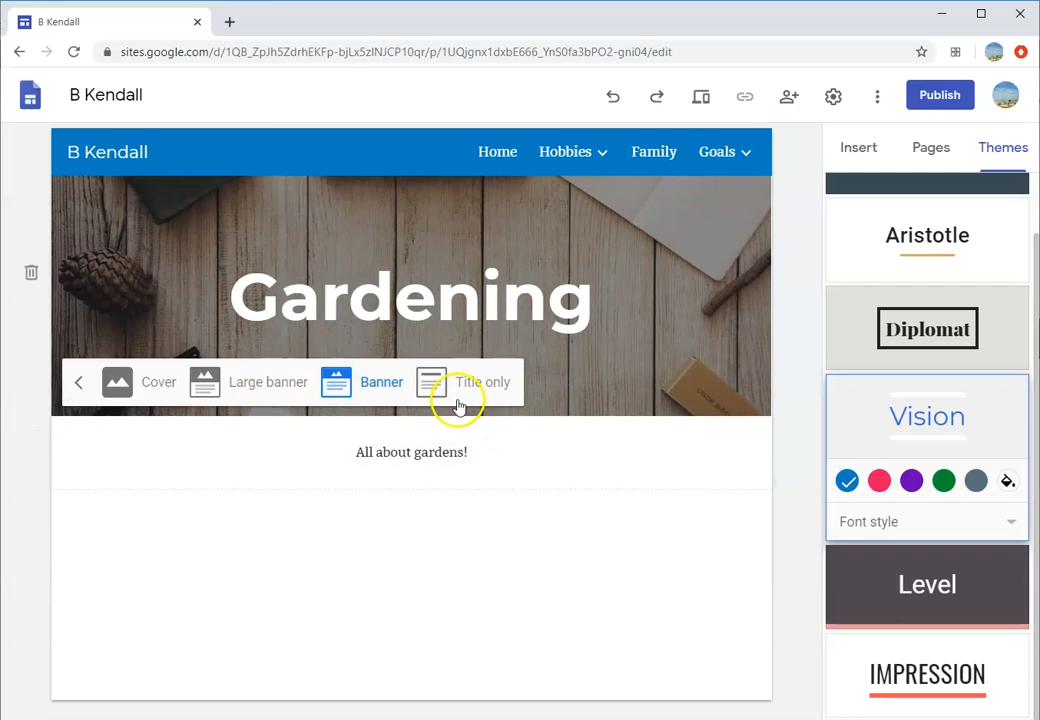 B Kendall
sites.google.com/d/1QB_ZpJh5ZdrhEKFp-bjLx5zINJCP10qr/p/1UQjgnx1dxbE666_YnS0fa3bPO2-gni04/edit
B Kendall
Publish
B Kendall
Home
Hobbies
Family
Goals
Insert
Pages
Themes
Gardening
Cover
Large banner
Banner
Title only
All about gardens!
Aristotle
Diplomat
Vision
Font style
Level
IMPRESSION